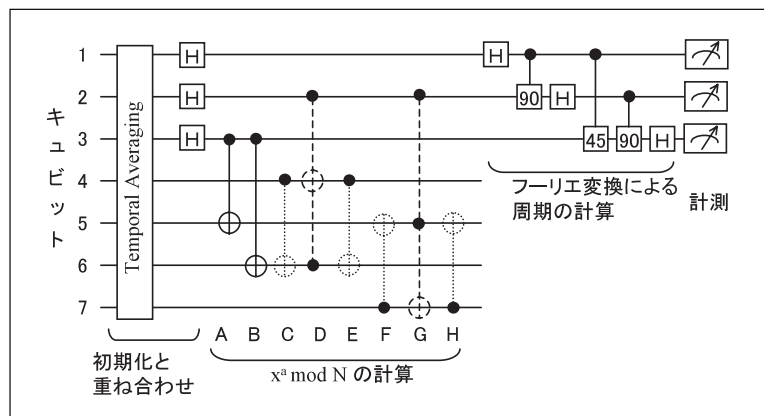 キュビット
Temporal Averaging
1 H H
2 H 90 H
3 H 45 90 H
4
5
6
7
フーリエ変換による
周期の計算
計測
A B C D E F G H
初期化と
重ね合わせ
xᵃ mod N の計算